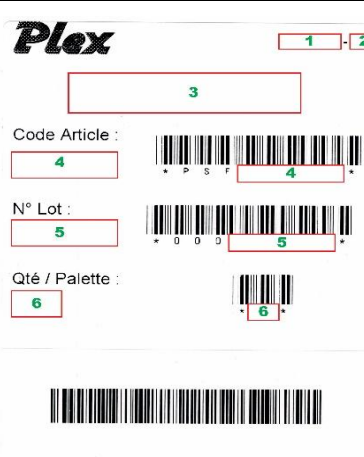 Plex
1 - 2
3
Code Article :
4
* P S F 4 *
N° Lot :
5
* 0 0 0 5 *
Qté / Palette :
6
* 6 *